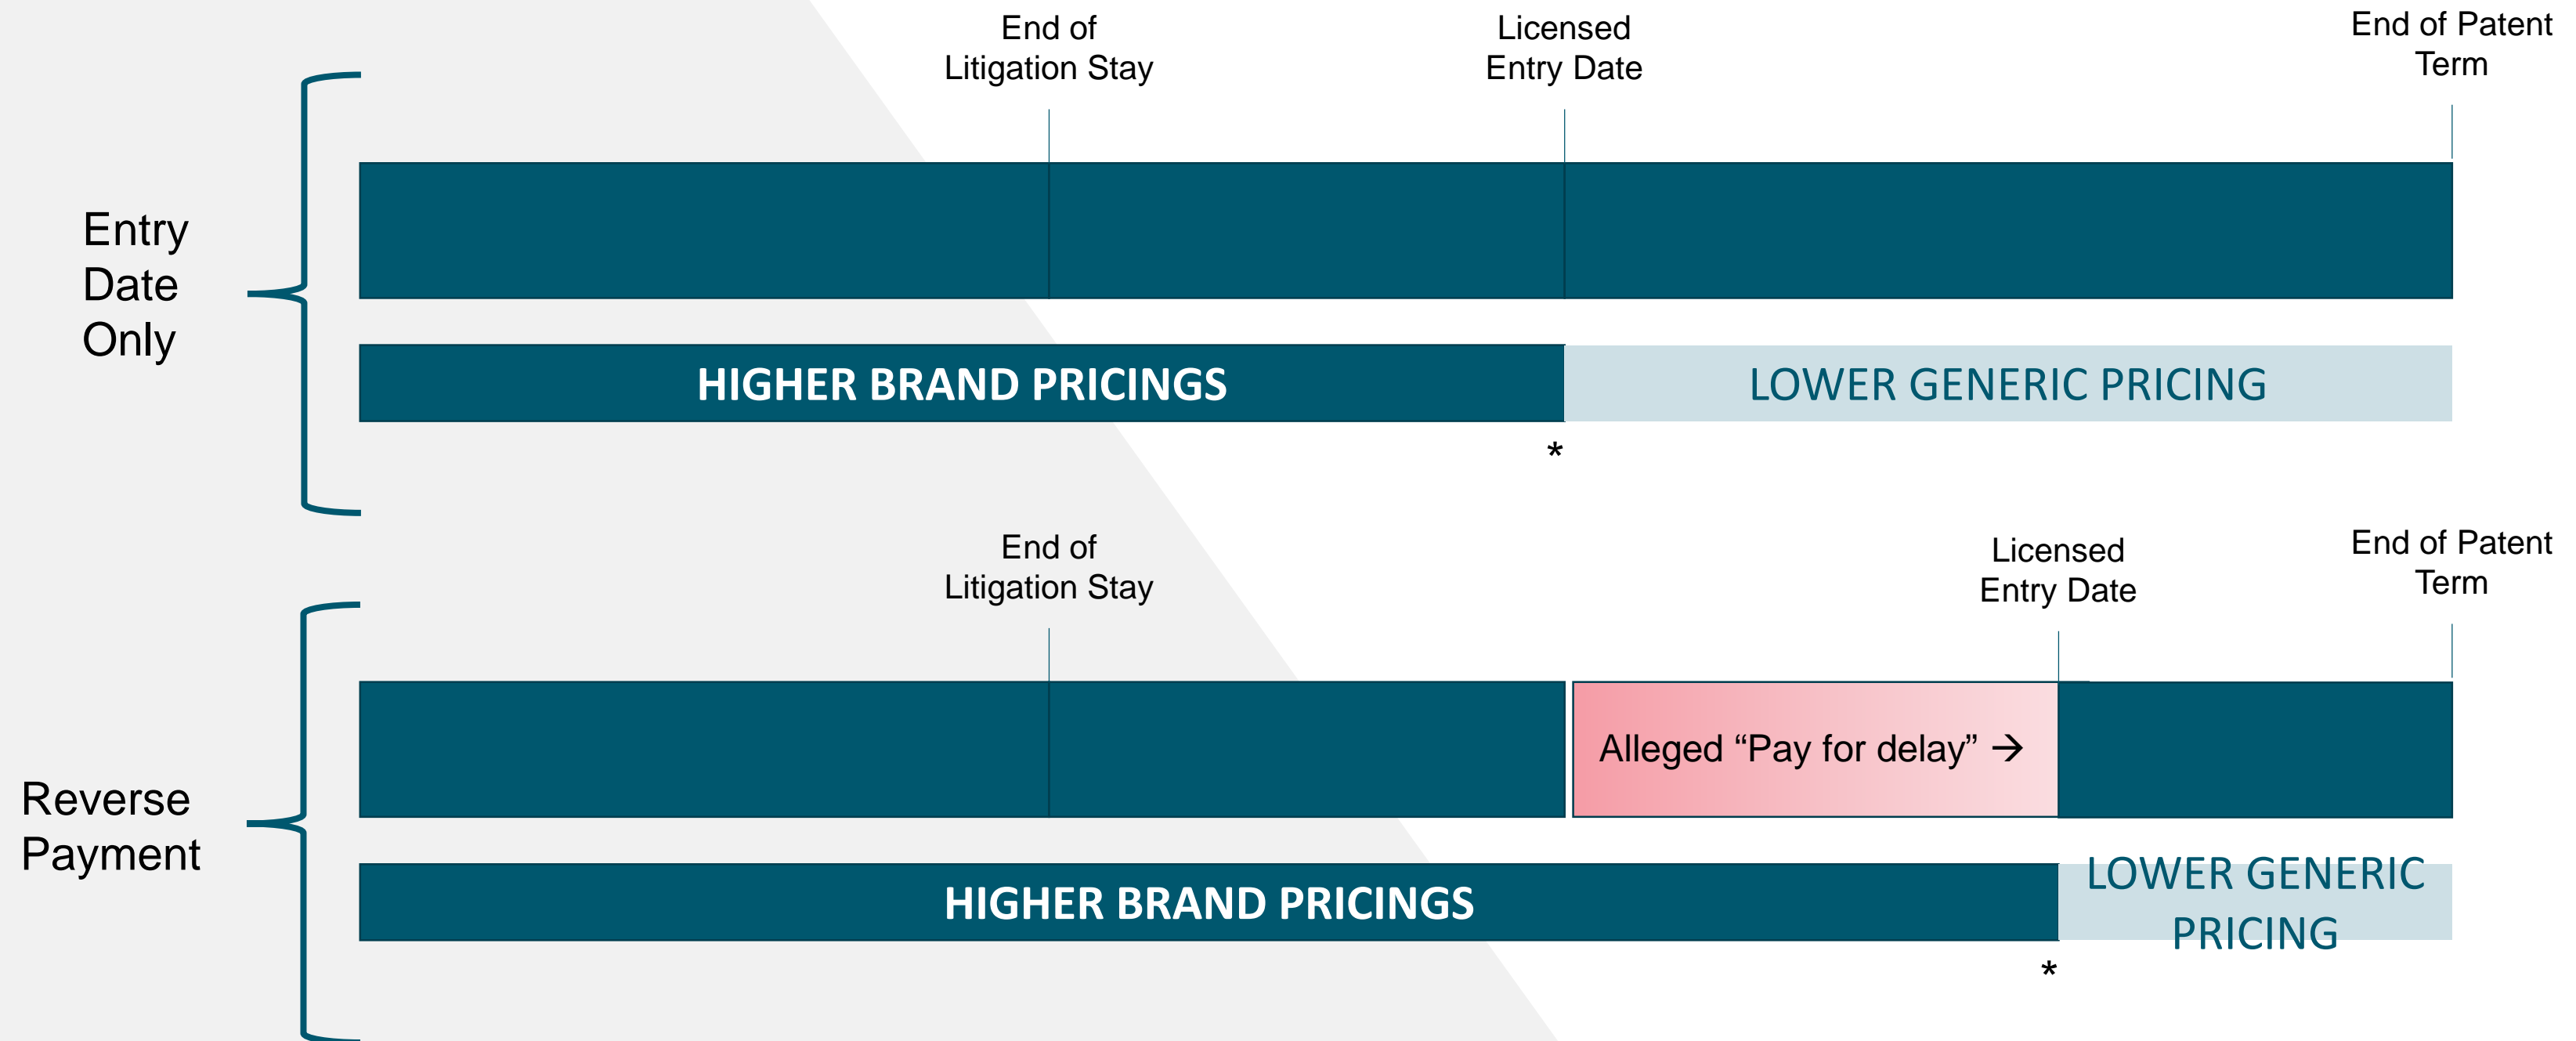 End of
Litigation Stay
Licensed
Entry Date
End of Patent
Term
Entry
Date
Only
HIGHER BRAND PRICINGS
LOWER GENERIC PRICING
*
End of
Litigation Stay
Licensed
Entry Date
End of Patent
Term
Reverse
Payment
Alleged “Pay for delay” →
HIGHER BRAND PRICINGS
LOWER GENERIC
PRICING
*